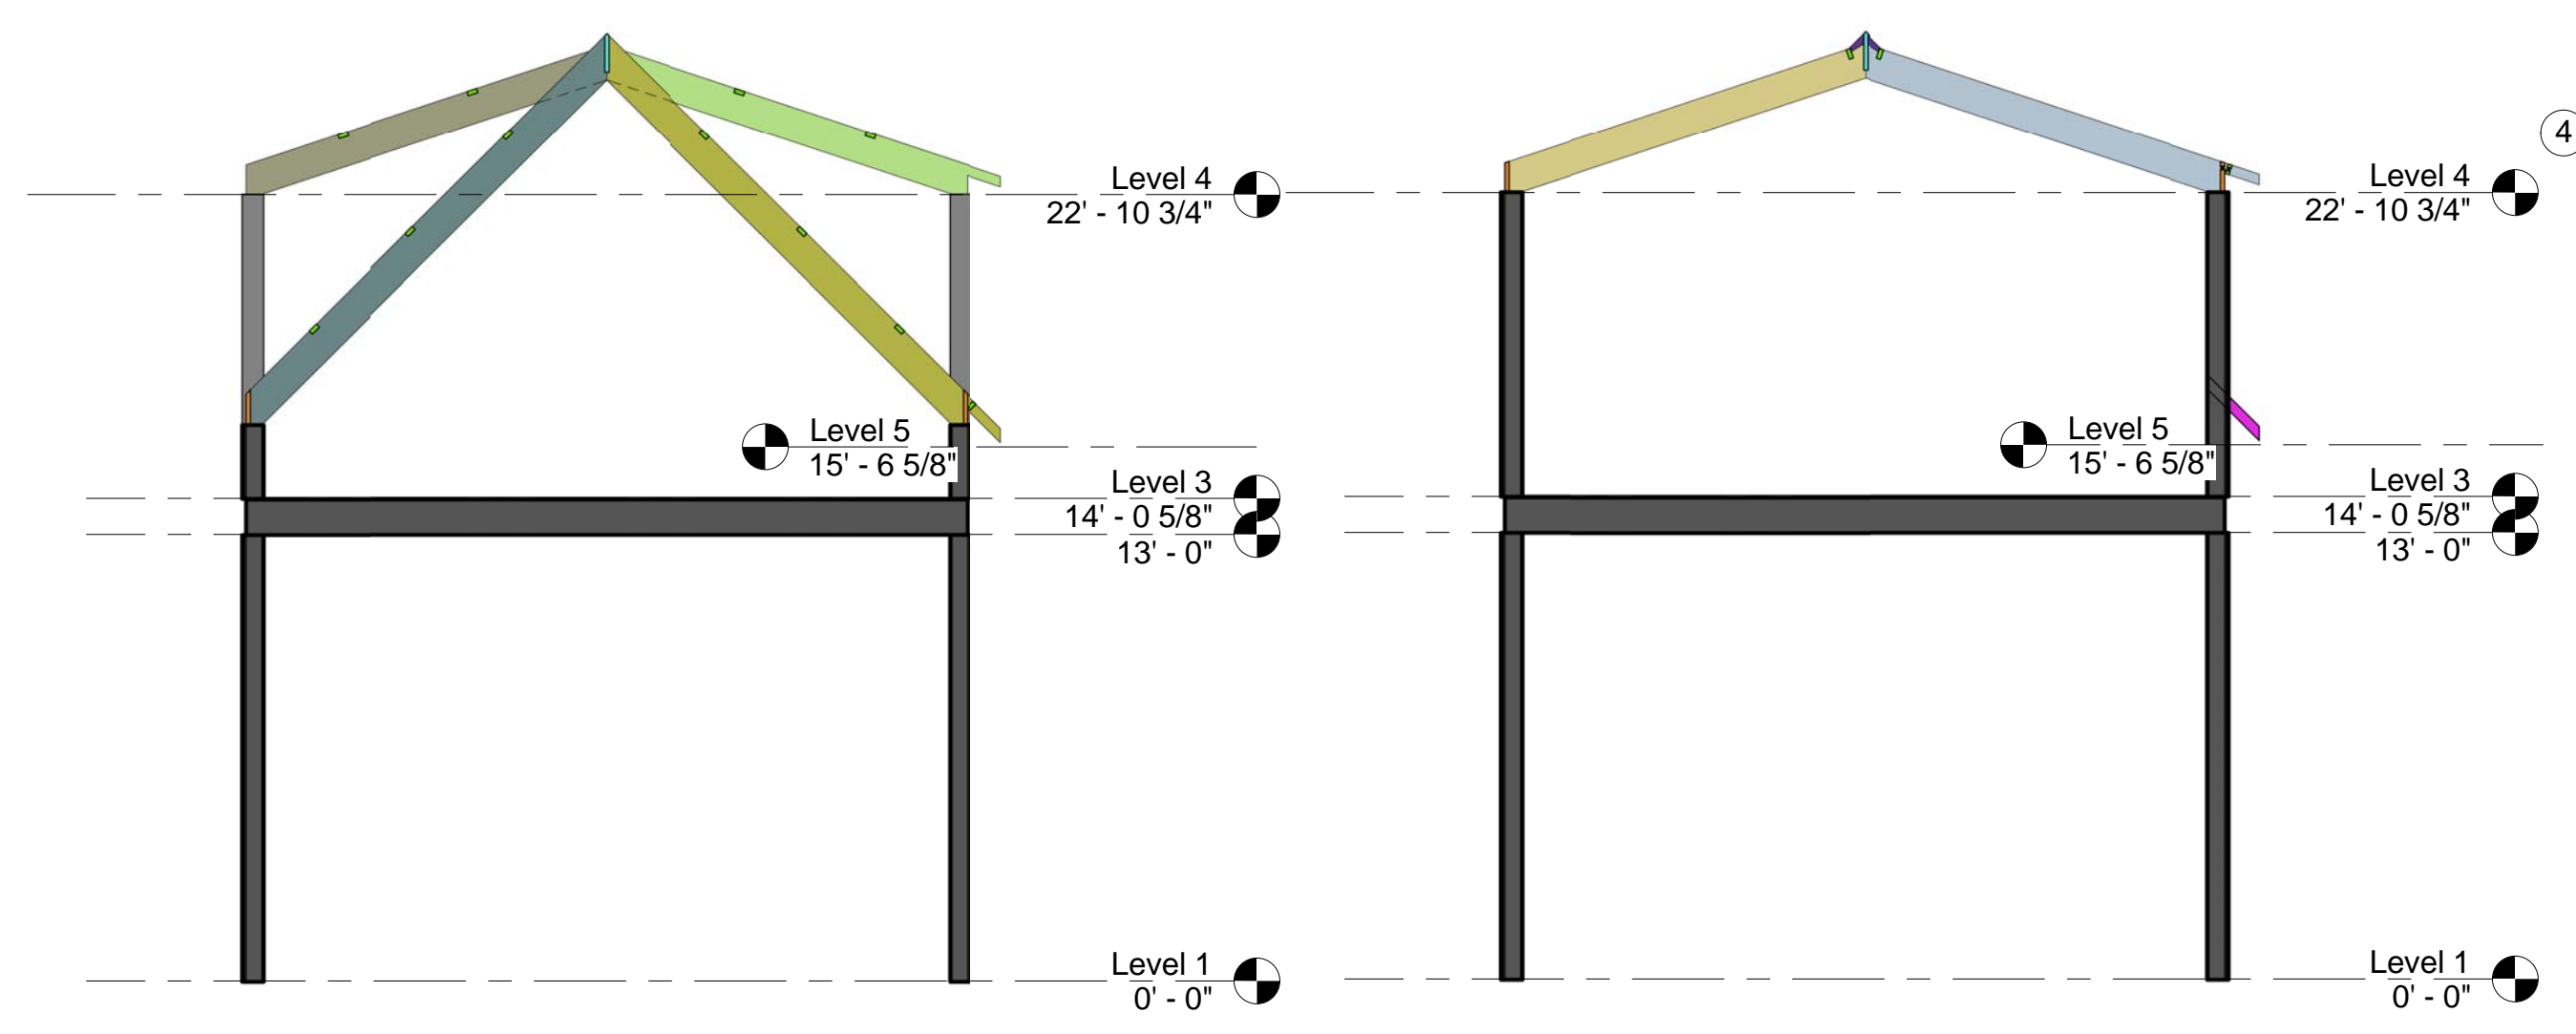 Level 4
22' - 10 3/4"
Level 5
15' - 6 5/8"
Level 3
14' - 0 5/8"
13' - 0"
Level 1
0' - 0"
4
Level 4
22' - 10 3/4"
Level 5
15' - 6 5/8"
Level 3
14' - 0 5/8"
13' - 0"
Level 1
0' - 0"